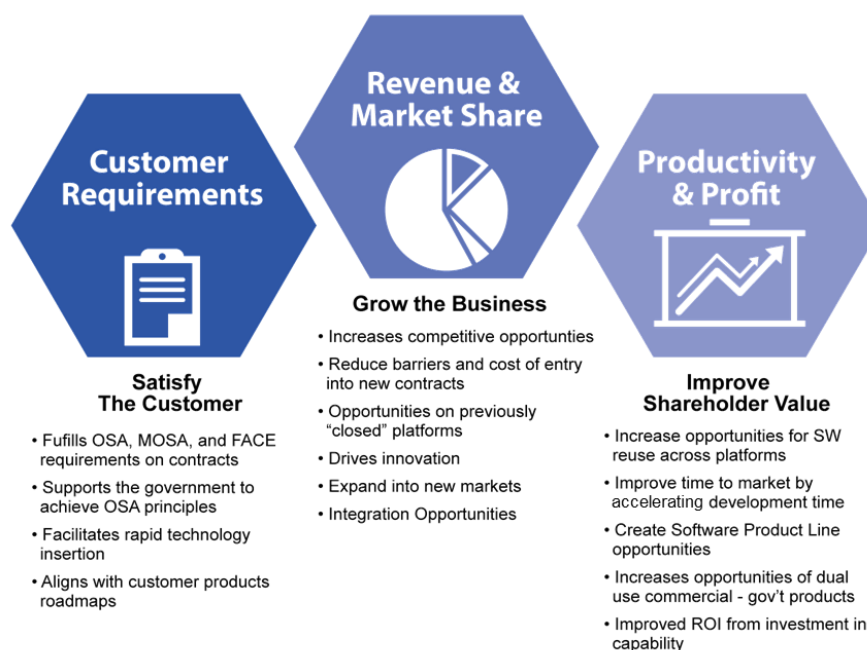 Customer
Requirements
Satisfy
The Customer
• Fufills OSA, MOSA, and FACE
requirements on contracts
• Supports the government to
achieve OSA principles
• Facilitates rapid technology
insertion
• Aligns with customer products
roadmaps
Revenue &
Market Share
Grow the Business
• Increases competitive opportunties
• Reduce barriers and cost of entry
into new contracts
• Opportunities on previously
“closed” platforms
• Drives innovation
• Expand into new markets
• Integration Opportunities
Productivity
& Profit
Improve
Shareholder Value
• Increase opportunities for SW
reuse across platforms
• Improve time to market by
accelerating development time
• Create Software Product Line
opportunities
• Increases opportunities of dual
use commercial - gov’t products
• Improved ROI from investment in
capability